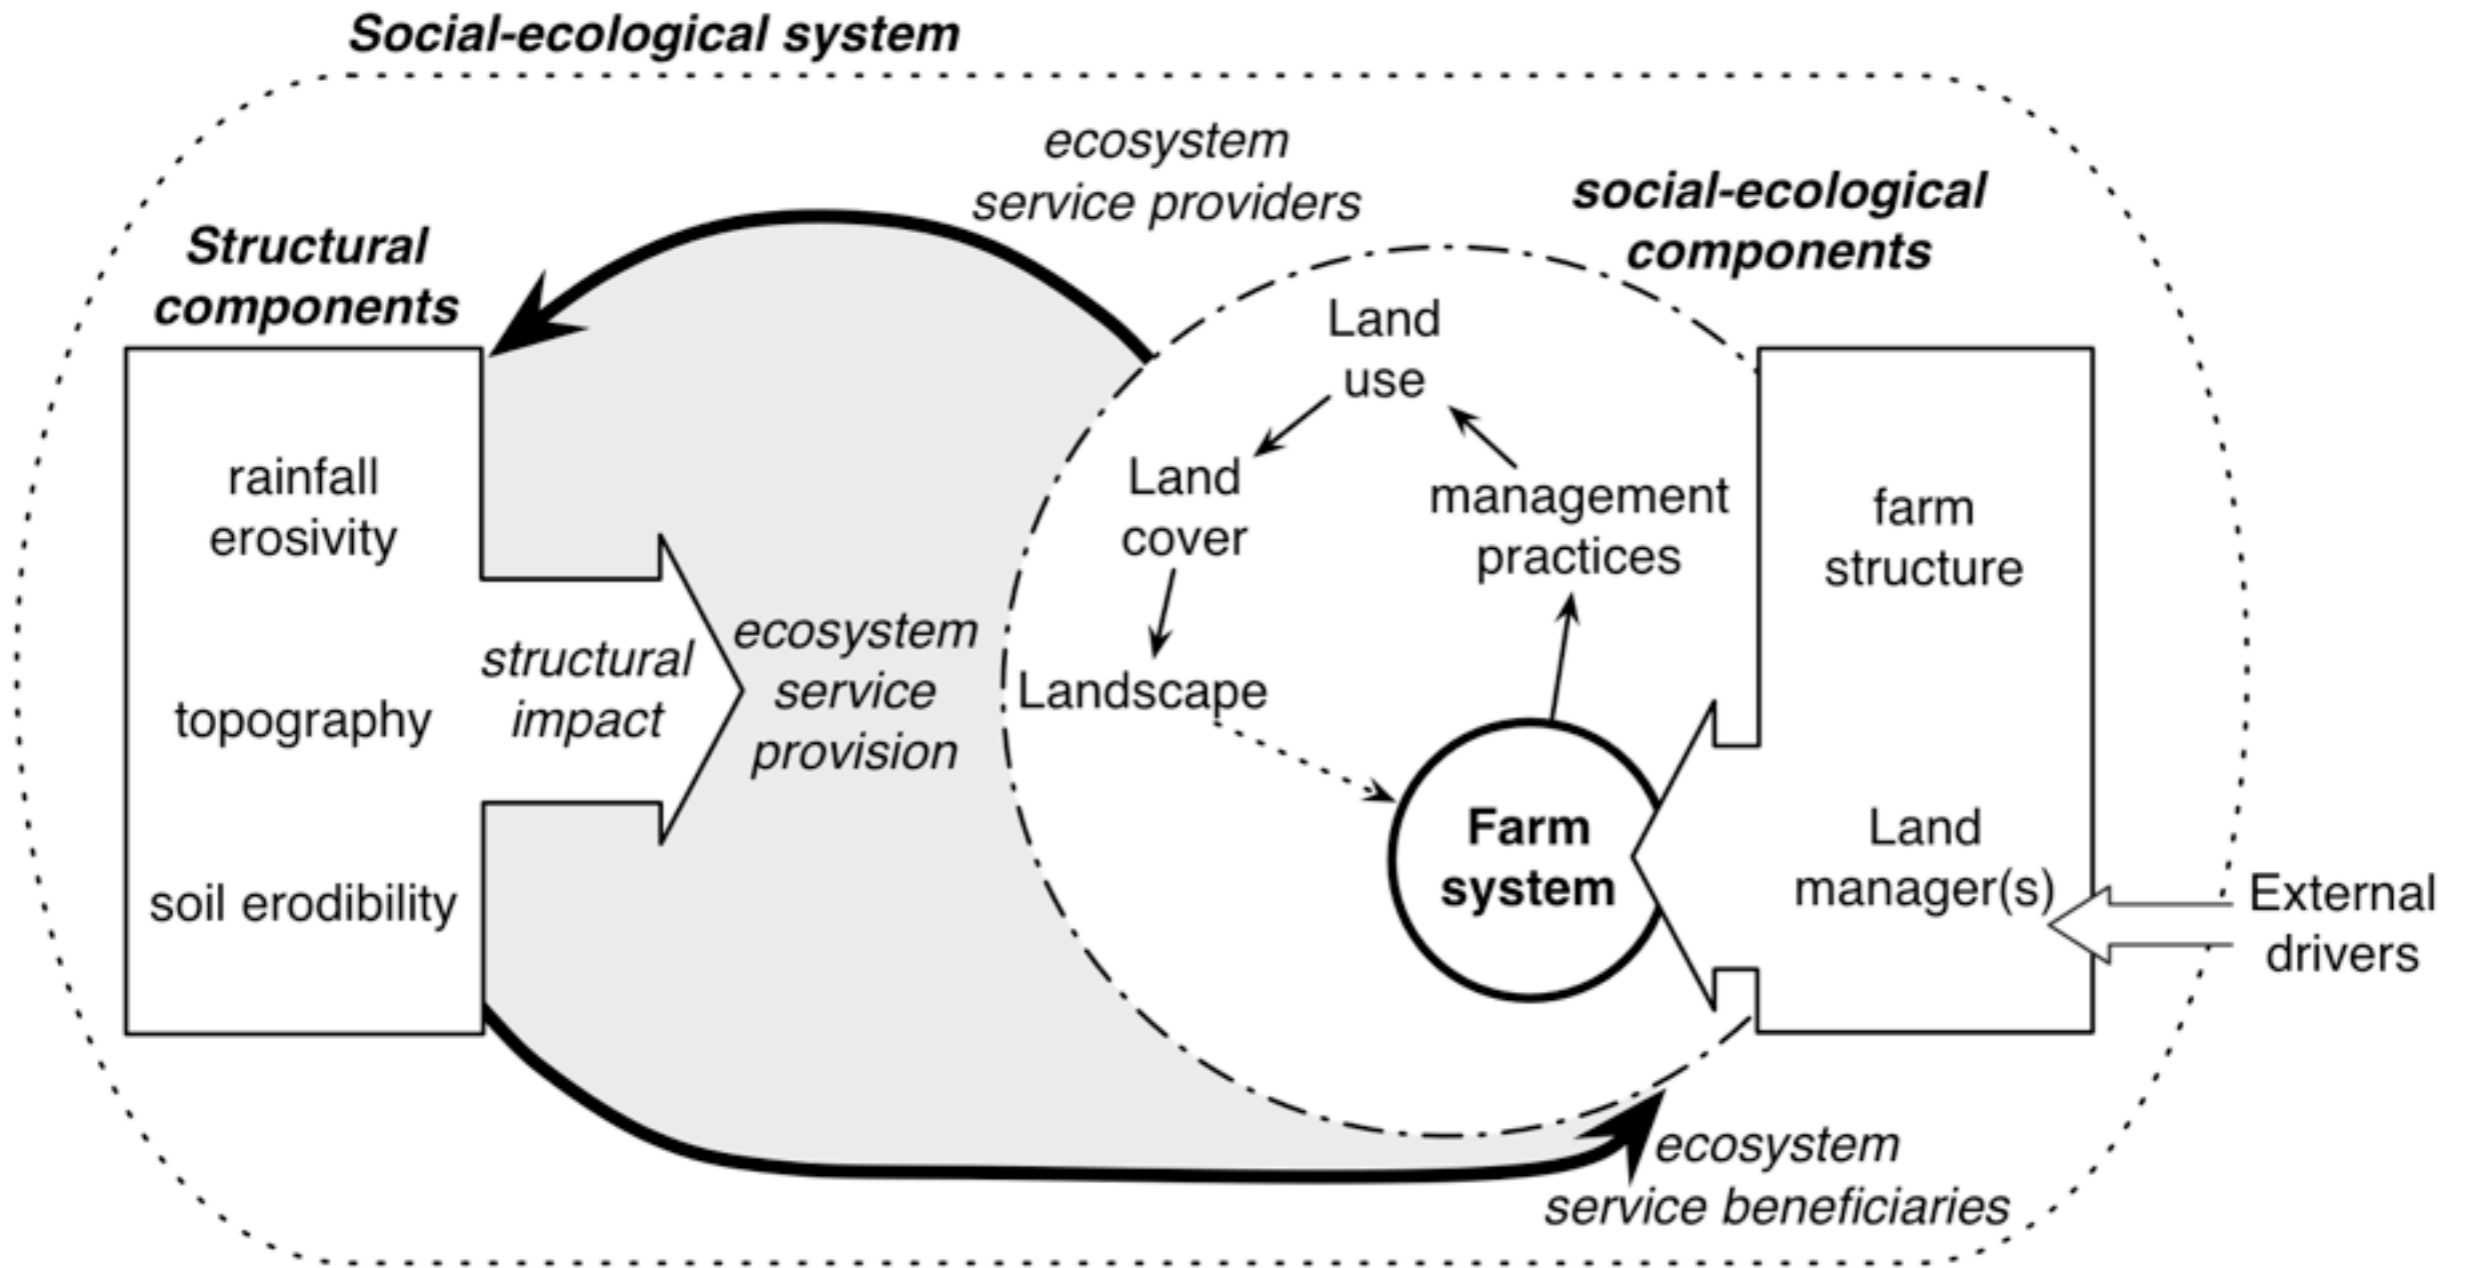 Social-ecological system
ecosystem
service providers
social-ecological
components
Structural
components
rainfall
erosivity
topography
soil erodibility
structural
impact
ecosystem
service
provision
Land
use
Land
cover
Landscape
management
practices
Farm
system
farm
structure
Land
manager(s)
External
drivers
ecosystem
service beneficiaries